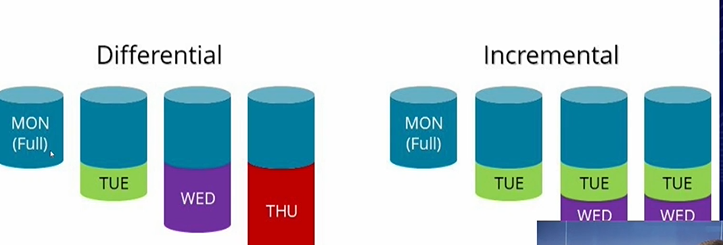 Differential
Incremental
MON
(Full)
TUE
WED
THU
MON
(Full)
TUE
TUE
WED
TUE
WED